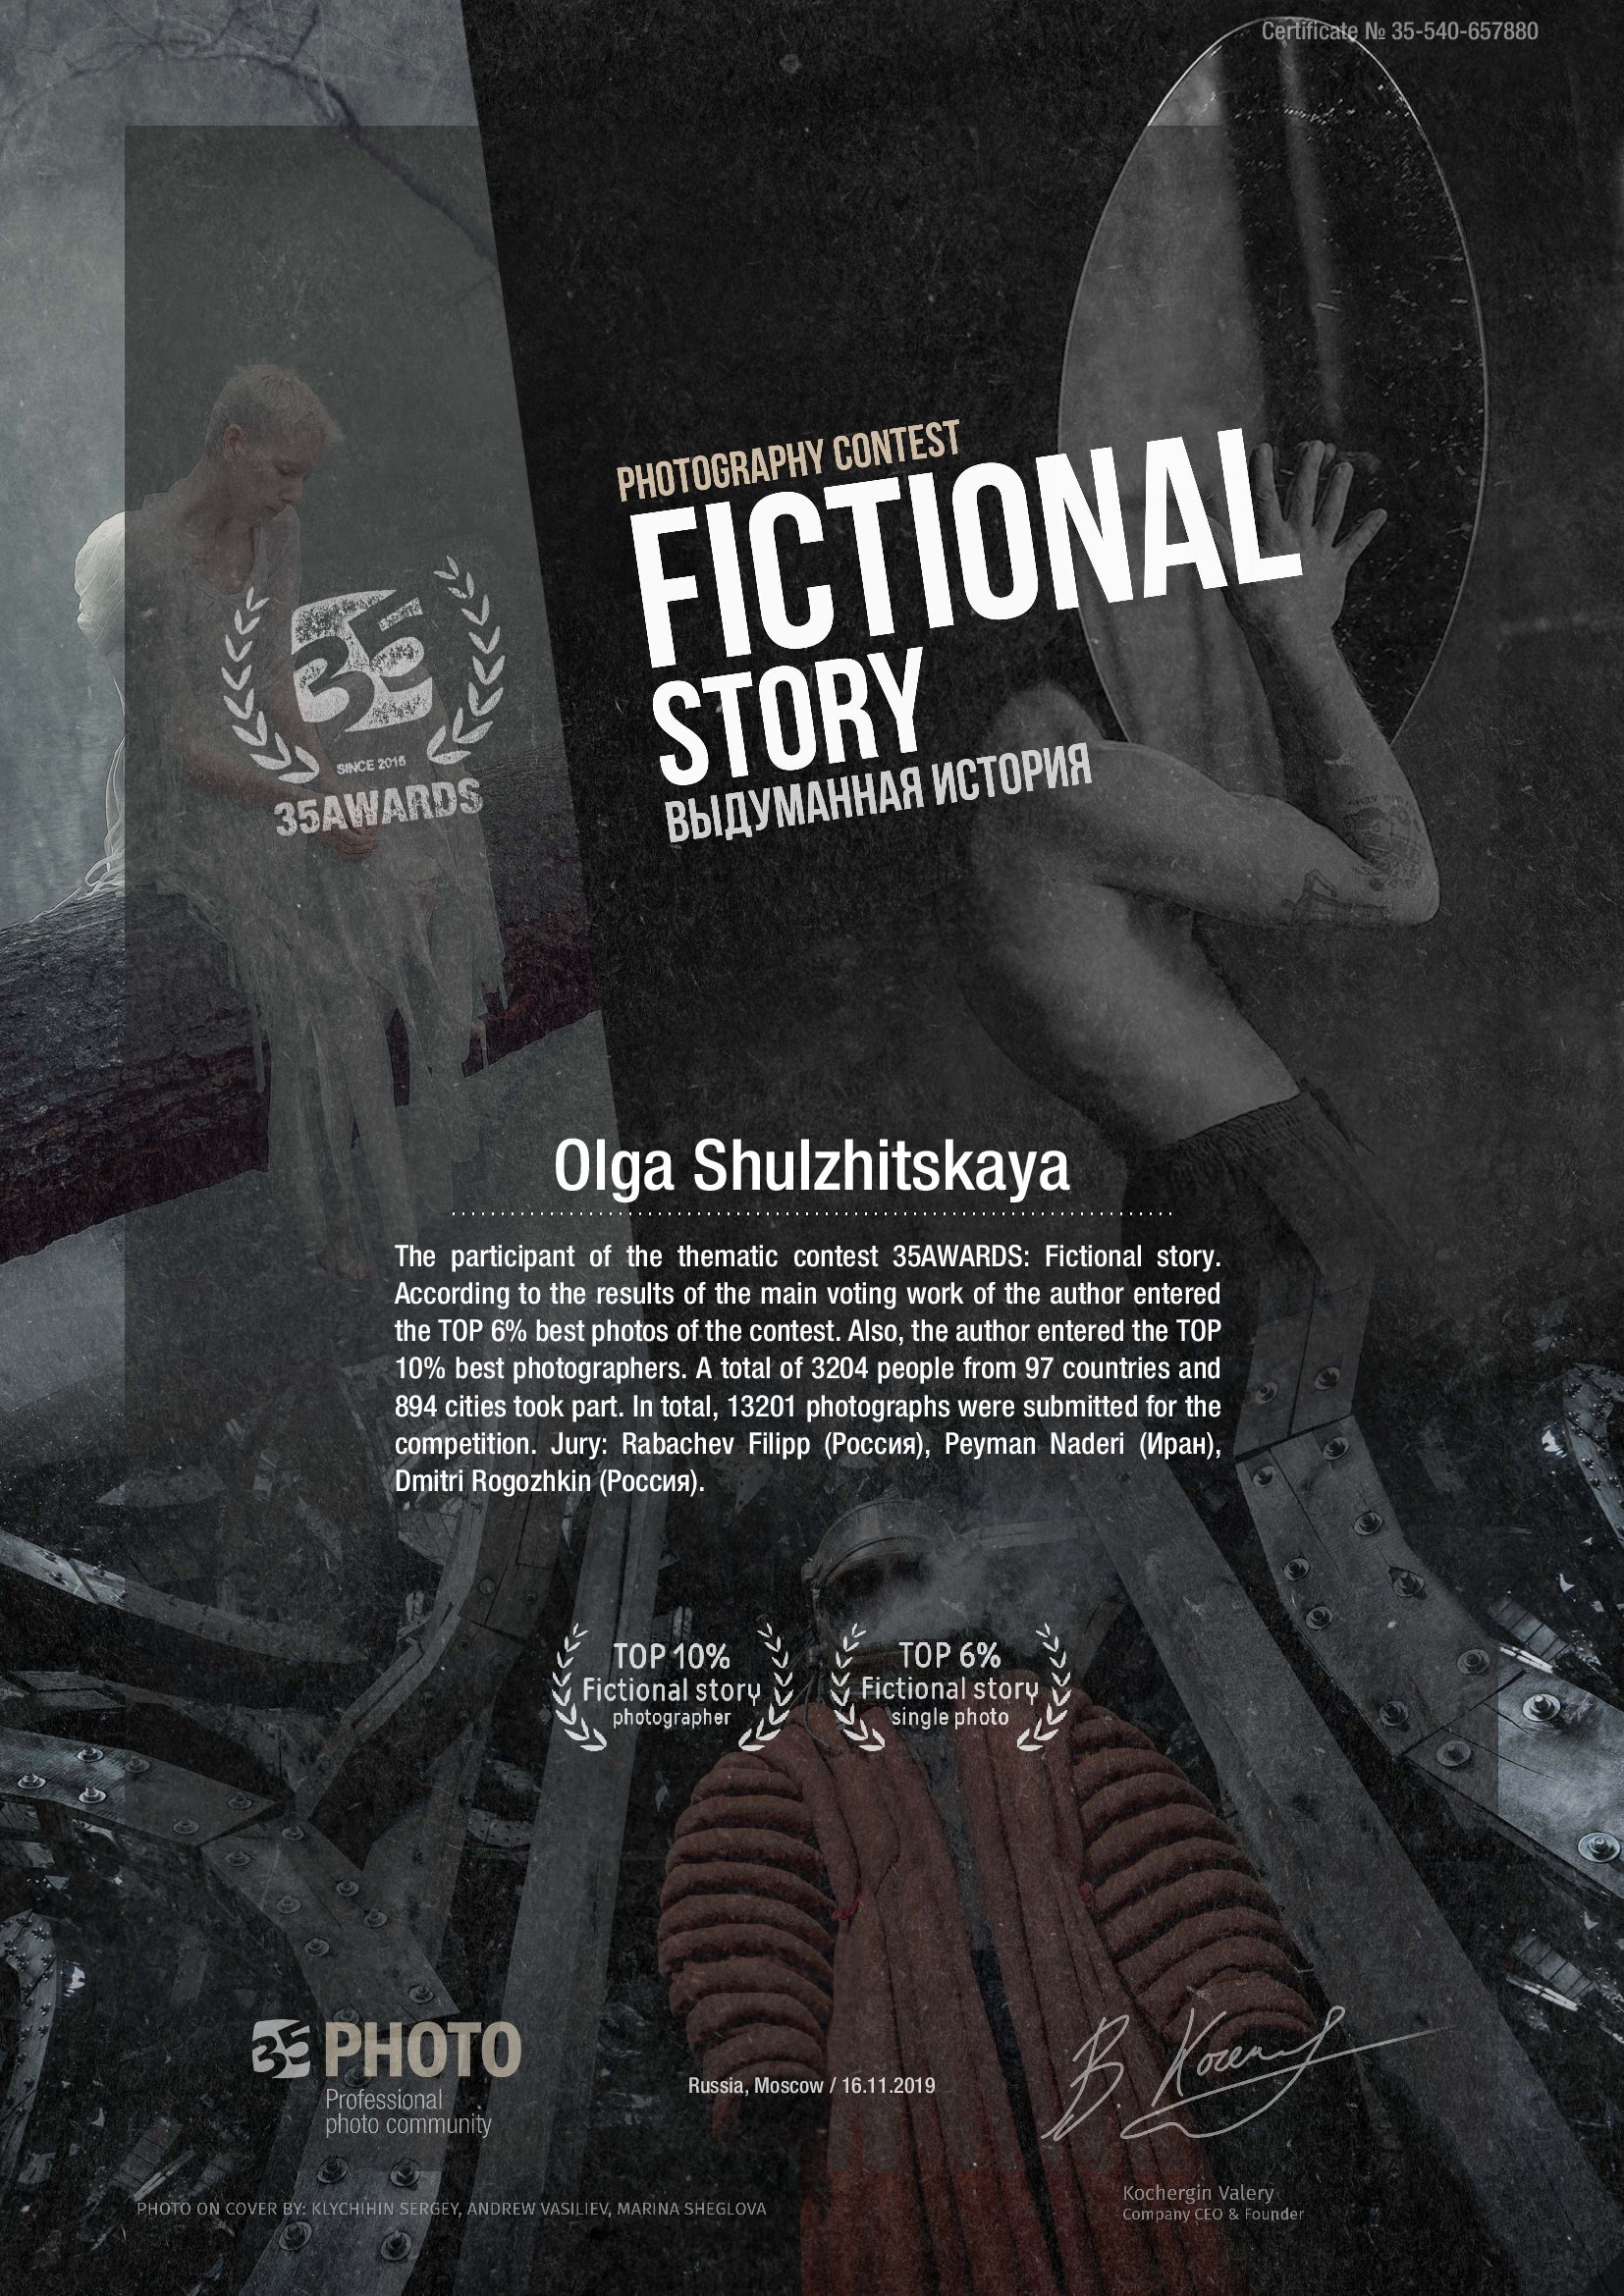 Certificate № 35-540-657880
PHOTOGRAPHY CONTEST
FICTIONAL
STORY
ВЫДУМАННАЯ ИСТОРИЯ
35
SINCE 2015
35AWARDS
Olga Shulzhitskaya
The participant of the thematic contest 35AWARDS: Fictional story.
According to the results of the main voting work of the author entered
the TOP 6% best photos of the contest. Also, the author entered the TOP
10% best photographers. A total of 3204 people from 97 countries and
894 cities took part. In total, 13201 photographs were submitted for the
competition. Jury: Rabachev Filipp (Россия), Peyman Naderi (Иран),
Dmitri Rogozhkin (Россия).
TOP 10%
Fictional story
photographer
TOP 6%
Fictional story
single photo
35 PHOTO
Professional
photo community
Russia, Moscow / 16.11.2019
PHOTO ON COVER BY: KLYCHIHIN SERGEY, ANDREW VASILIEV, MARINA SHEGLOVA
Kochergin Valery
Company CEO & Founder